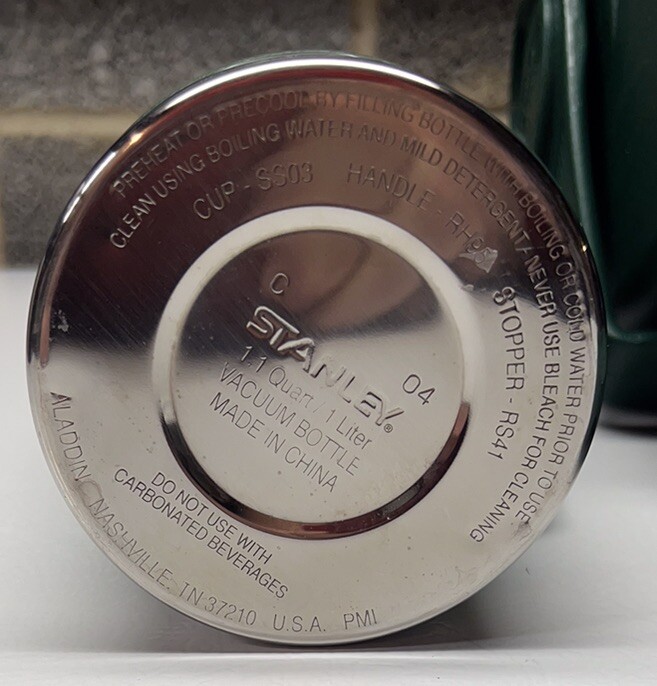 PREHEAT OR PRECOOL BY FILLING BOTTLE WITH BOILING OR COLD WATER PRIOR TO USE
CLEAN USING BOILING WATER AND MILD DETERGENT NEVER USE BLEACH FOR CLEANING
CUP - SS03 HANDLE - RH95 STOPPER - RS41
C
STANLEY®
04
1.1 Quart / 1 Liter
VACUUM BOTTLE
MADE IN CHINA
DO NOT USE WITH
CARBONATED BEVERAGES
ALADDIN NASHVILLE, TN 37210 U.S.A. PMI